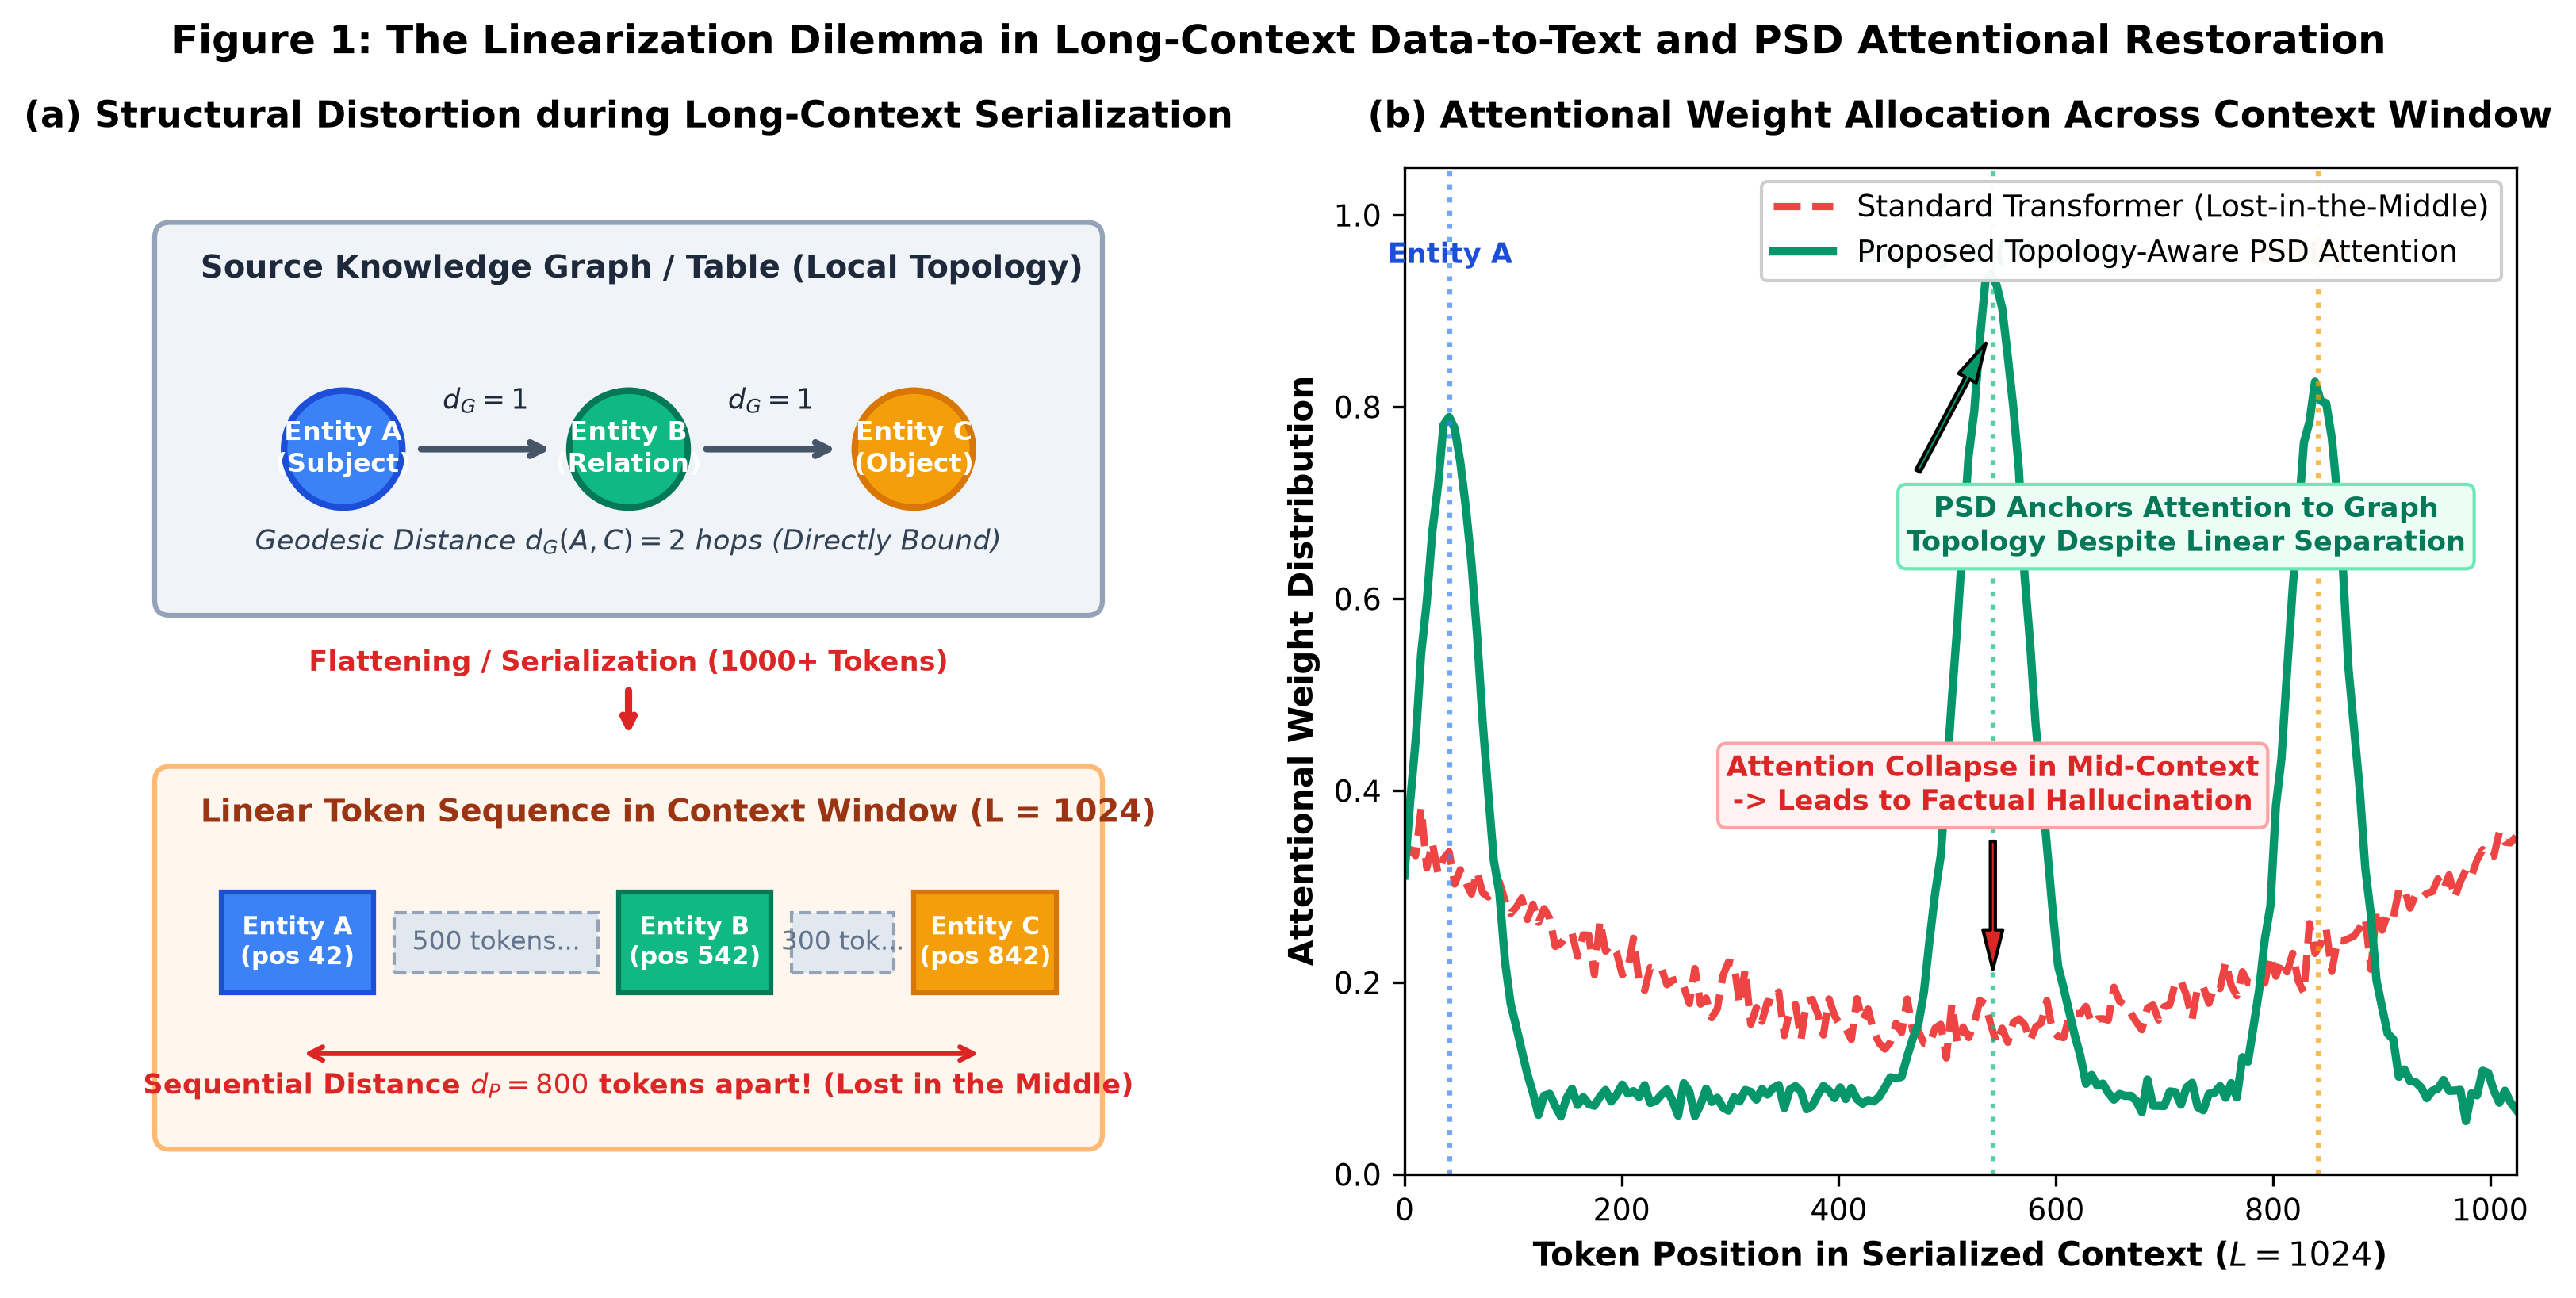 Figure 1: The Linearization Dilemma in Long-Context Data-to-Text and PSD Attentional Restoration
(a) Structural Distortion during Long-Context Serialization
Source Knowledge Graph / Table (Local Topology)
d_G = 1
d_G = 1
Entity A
(Subject)
Entity B
(Relation)
Entity C
(Object)
Geodesic Distance d_G(A, C) = 2 hops (Directly Bound)
Flattening / Serialization (1000+ Tokens)
Linear Token Sequence in Context Window (L = 1024)
Entity A
(pos 42)
500 tokens...
Entity B
(pos 542)
300 tok...
Entity C
(pos 842)
Sequential Distance d_P = 800 tokens apart! (Lost in the Middle)
(b) Attentional Weight Allocation Across Context Window
Standard Transformer (Lost-in-the-Middle)
Proposed Topology-Aware PSD Attention
Entity A
PSD Anchors Attention to Graph
Topology Despite Linear Separation
Attention Collapse in Mid-Context
-> Leads to Factual Hallucination
Attentional Weight Distribution
1.0
0.8
0.6
0.4
0.2
0.0
0
200
400
600
800
1000
Token Position in Serialized Context (L = 1024)